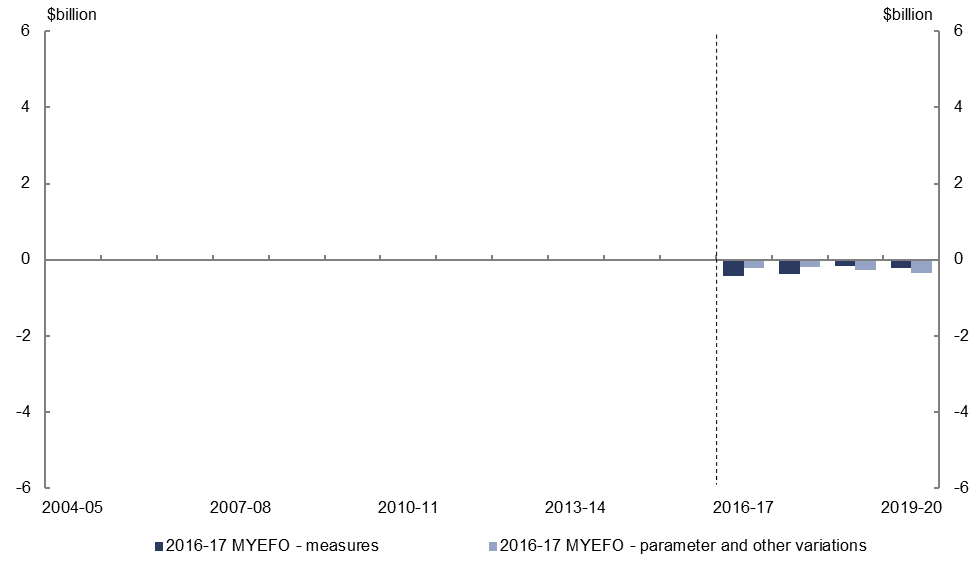 $billion $billion
6 6
4 4
2 2
0 0
-2 -2
-4 -4
-6 -6
2004-05 2007-08 2010-11 2013-14 2016-17 2019-20
2016-17 MYEFO - measures 2016-17 MYEFO - parameter and other variations